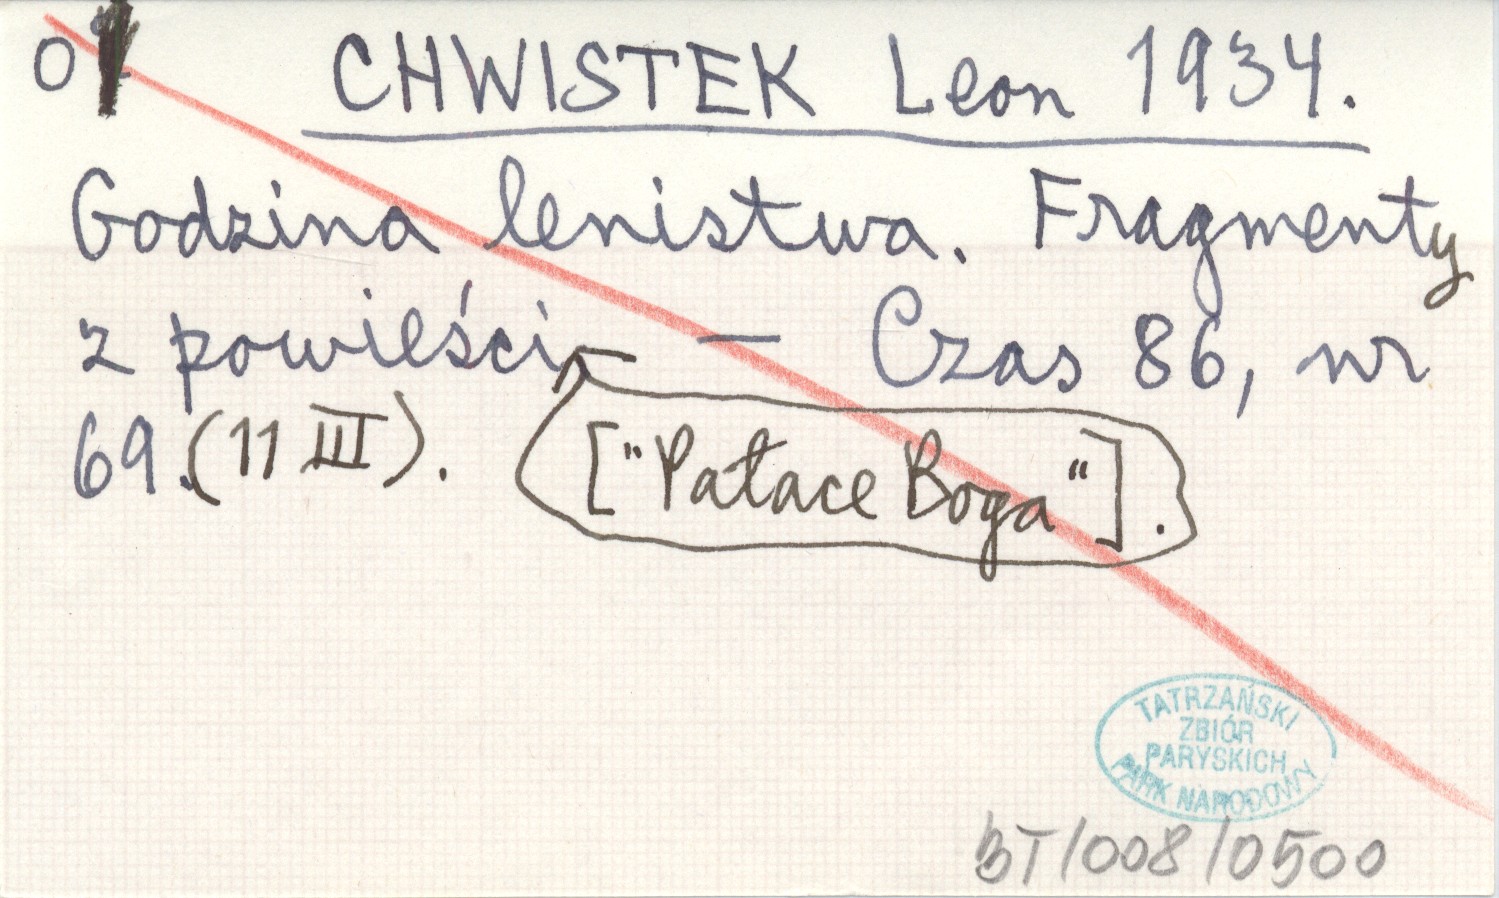 0
CHWISTEK Leon 1934.
Godzina lenistwa. Fragmenty
z powieści — Czas 86, nr
69. (11 III). ["Pałace Boga"].
TATRZAŃSKI
ZBIÓR
PARYSKICH
PARK NARODOWY
BT/008/0500